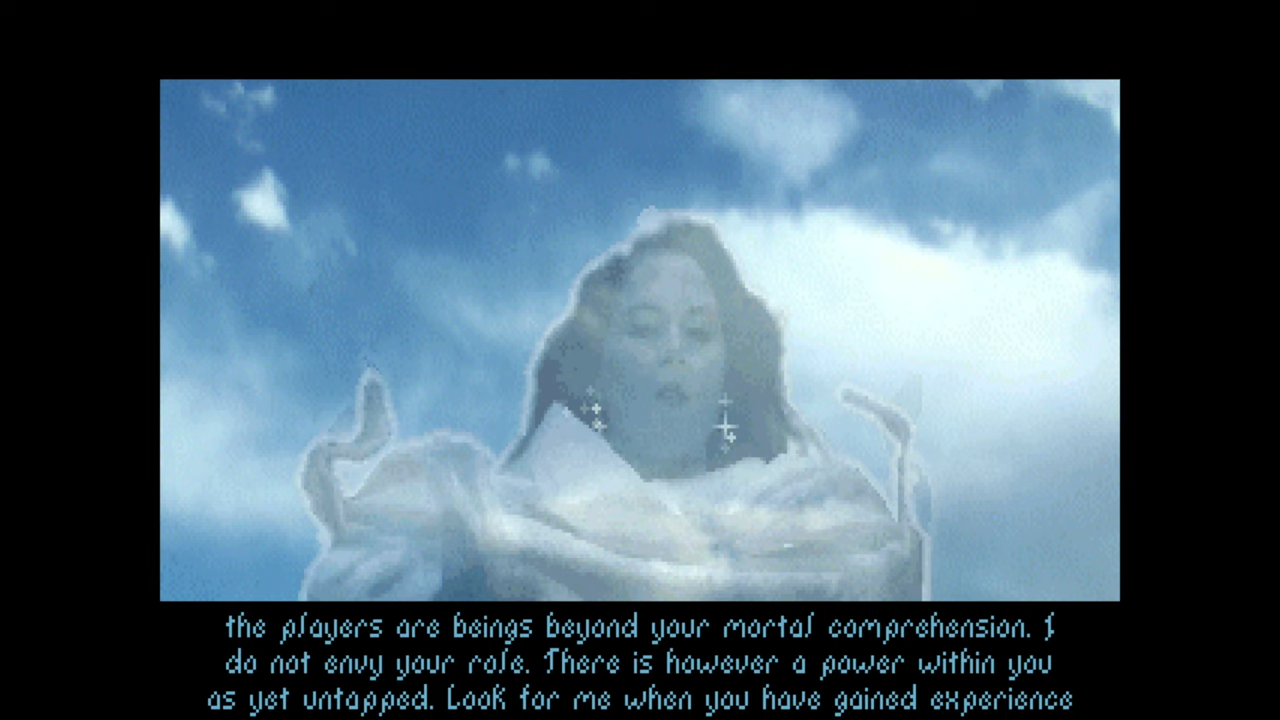 the players are beings beyond your mortal comprehension. I
do not envy your role. There is however a power within you
as yet untapped. Look for me when you have gained experience